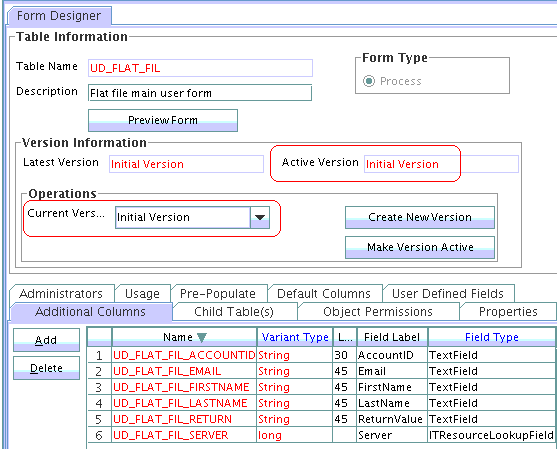 Form Designer
Table Information
Table Name UD_FLAT_FIL
Form Type
Process
Description Flat file main user form
Preview Form
Version Information
Latest Version Initial Version Active Version Initial Version
Operations
Current Vers... Initial Version Create New Version
Make Version Active
Administrators Usage Pre-Populate Default Columns User Defined Fields
Additional Columns Child Table(s) Object Permissions Properties
Add
Delete
Name Variant Type L... Field Label Field Type
1 UD_FLAT_FIL_ACCOUNTID String 30 AccountID TextField
2 UD_FLAT_FIL_EMAIL String 45 Email TextField
3 UD_FLAT_FIL_FIRSTNAME String 45 FirstName TextField
4 UD_FLAT_FIL_LASTNAME String 45 LastName TextField
5 UD_FLAT_FIL_RETURN String 45 ReturnValue TextField
6 UD_FLAT_FIL_SERVER long Server ITResourceLookupField